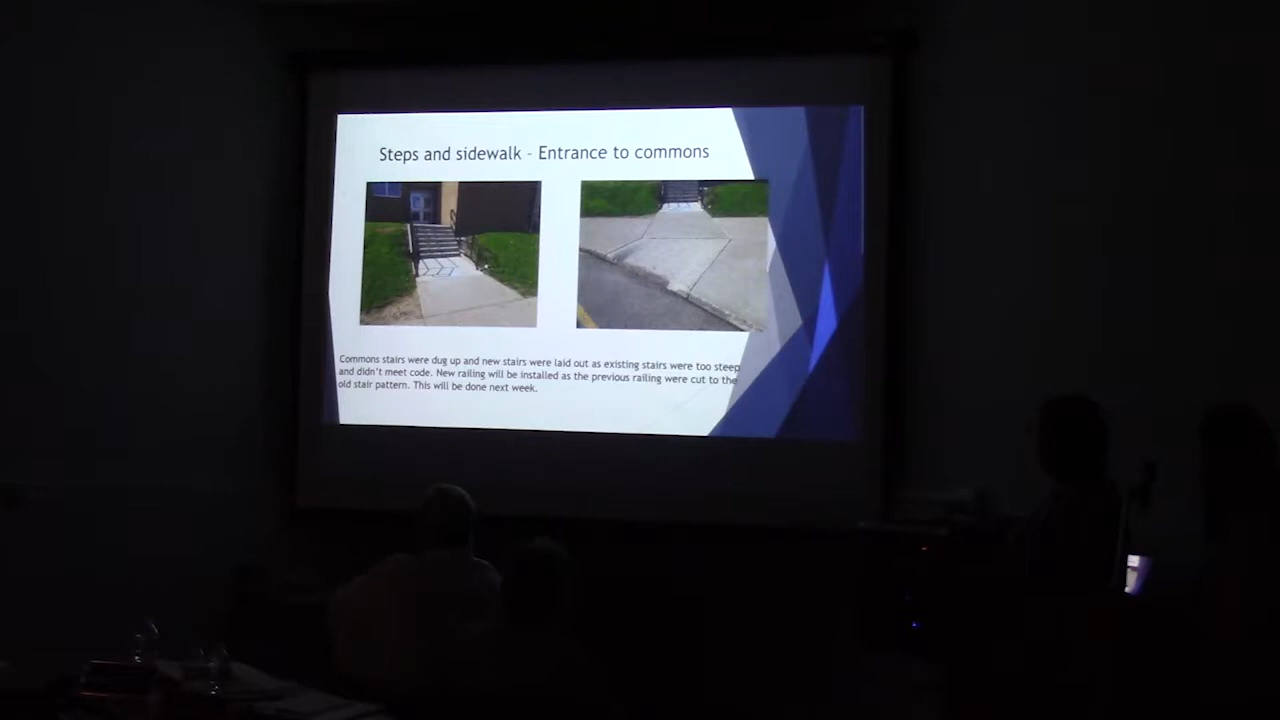 Steps and sidewalk – Entrance to commons
Commons stairs were dug up and new stairs were laid out as existing stairs were too steep
and didn't meet code. New railing will be installed as the previous railing were cut to the
old stair pattern. This will be done next week.